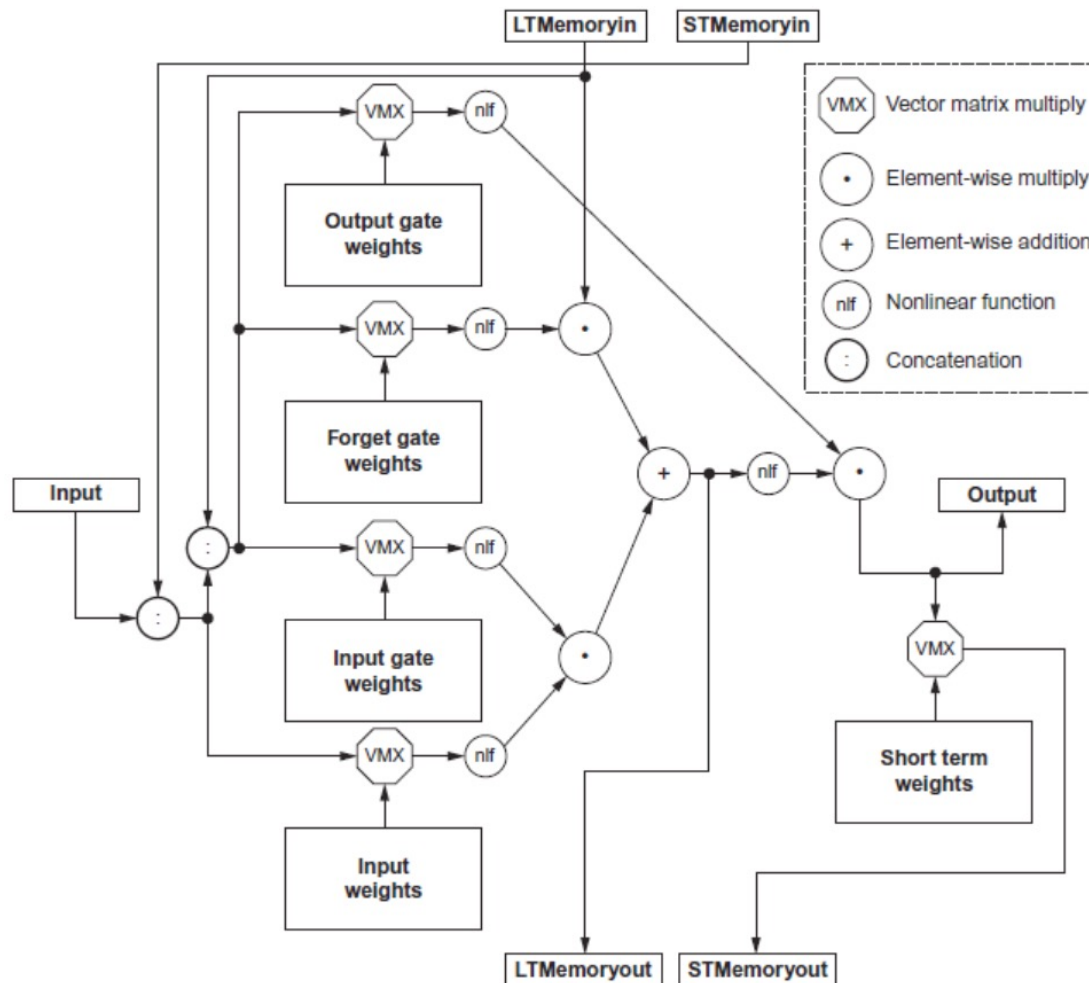 LTMemoryin
STMemoryin
VMX
nlf
VMX
Vector matrix multiply
Output gate
weights
•
Element-wise multiply
+
Element-wise addition
nlf
Nonlinear function
:
Concatenation
VMX
nlf
•
Forget gate
weights
Input
+
nlf
•
Output
:
VMX
nlf
:
Input gate
weights
•
VMX
VMX
nlf
Short term
weights
Input
weights
LTMemoryout
STMemoryout